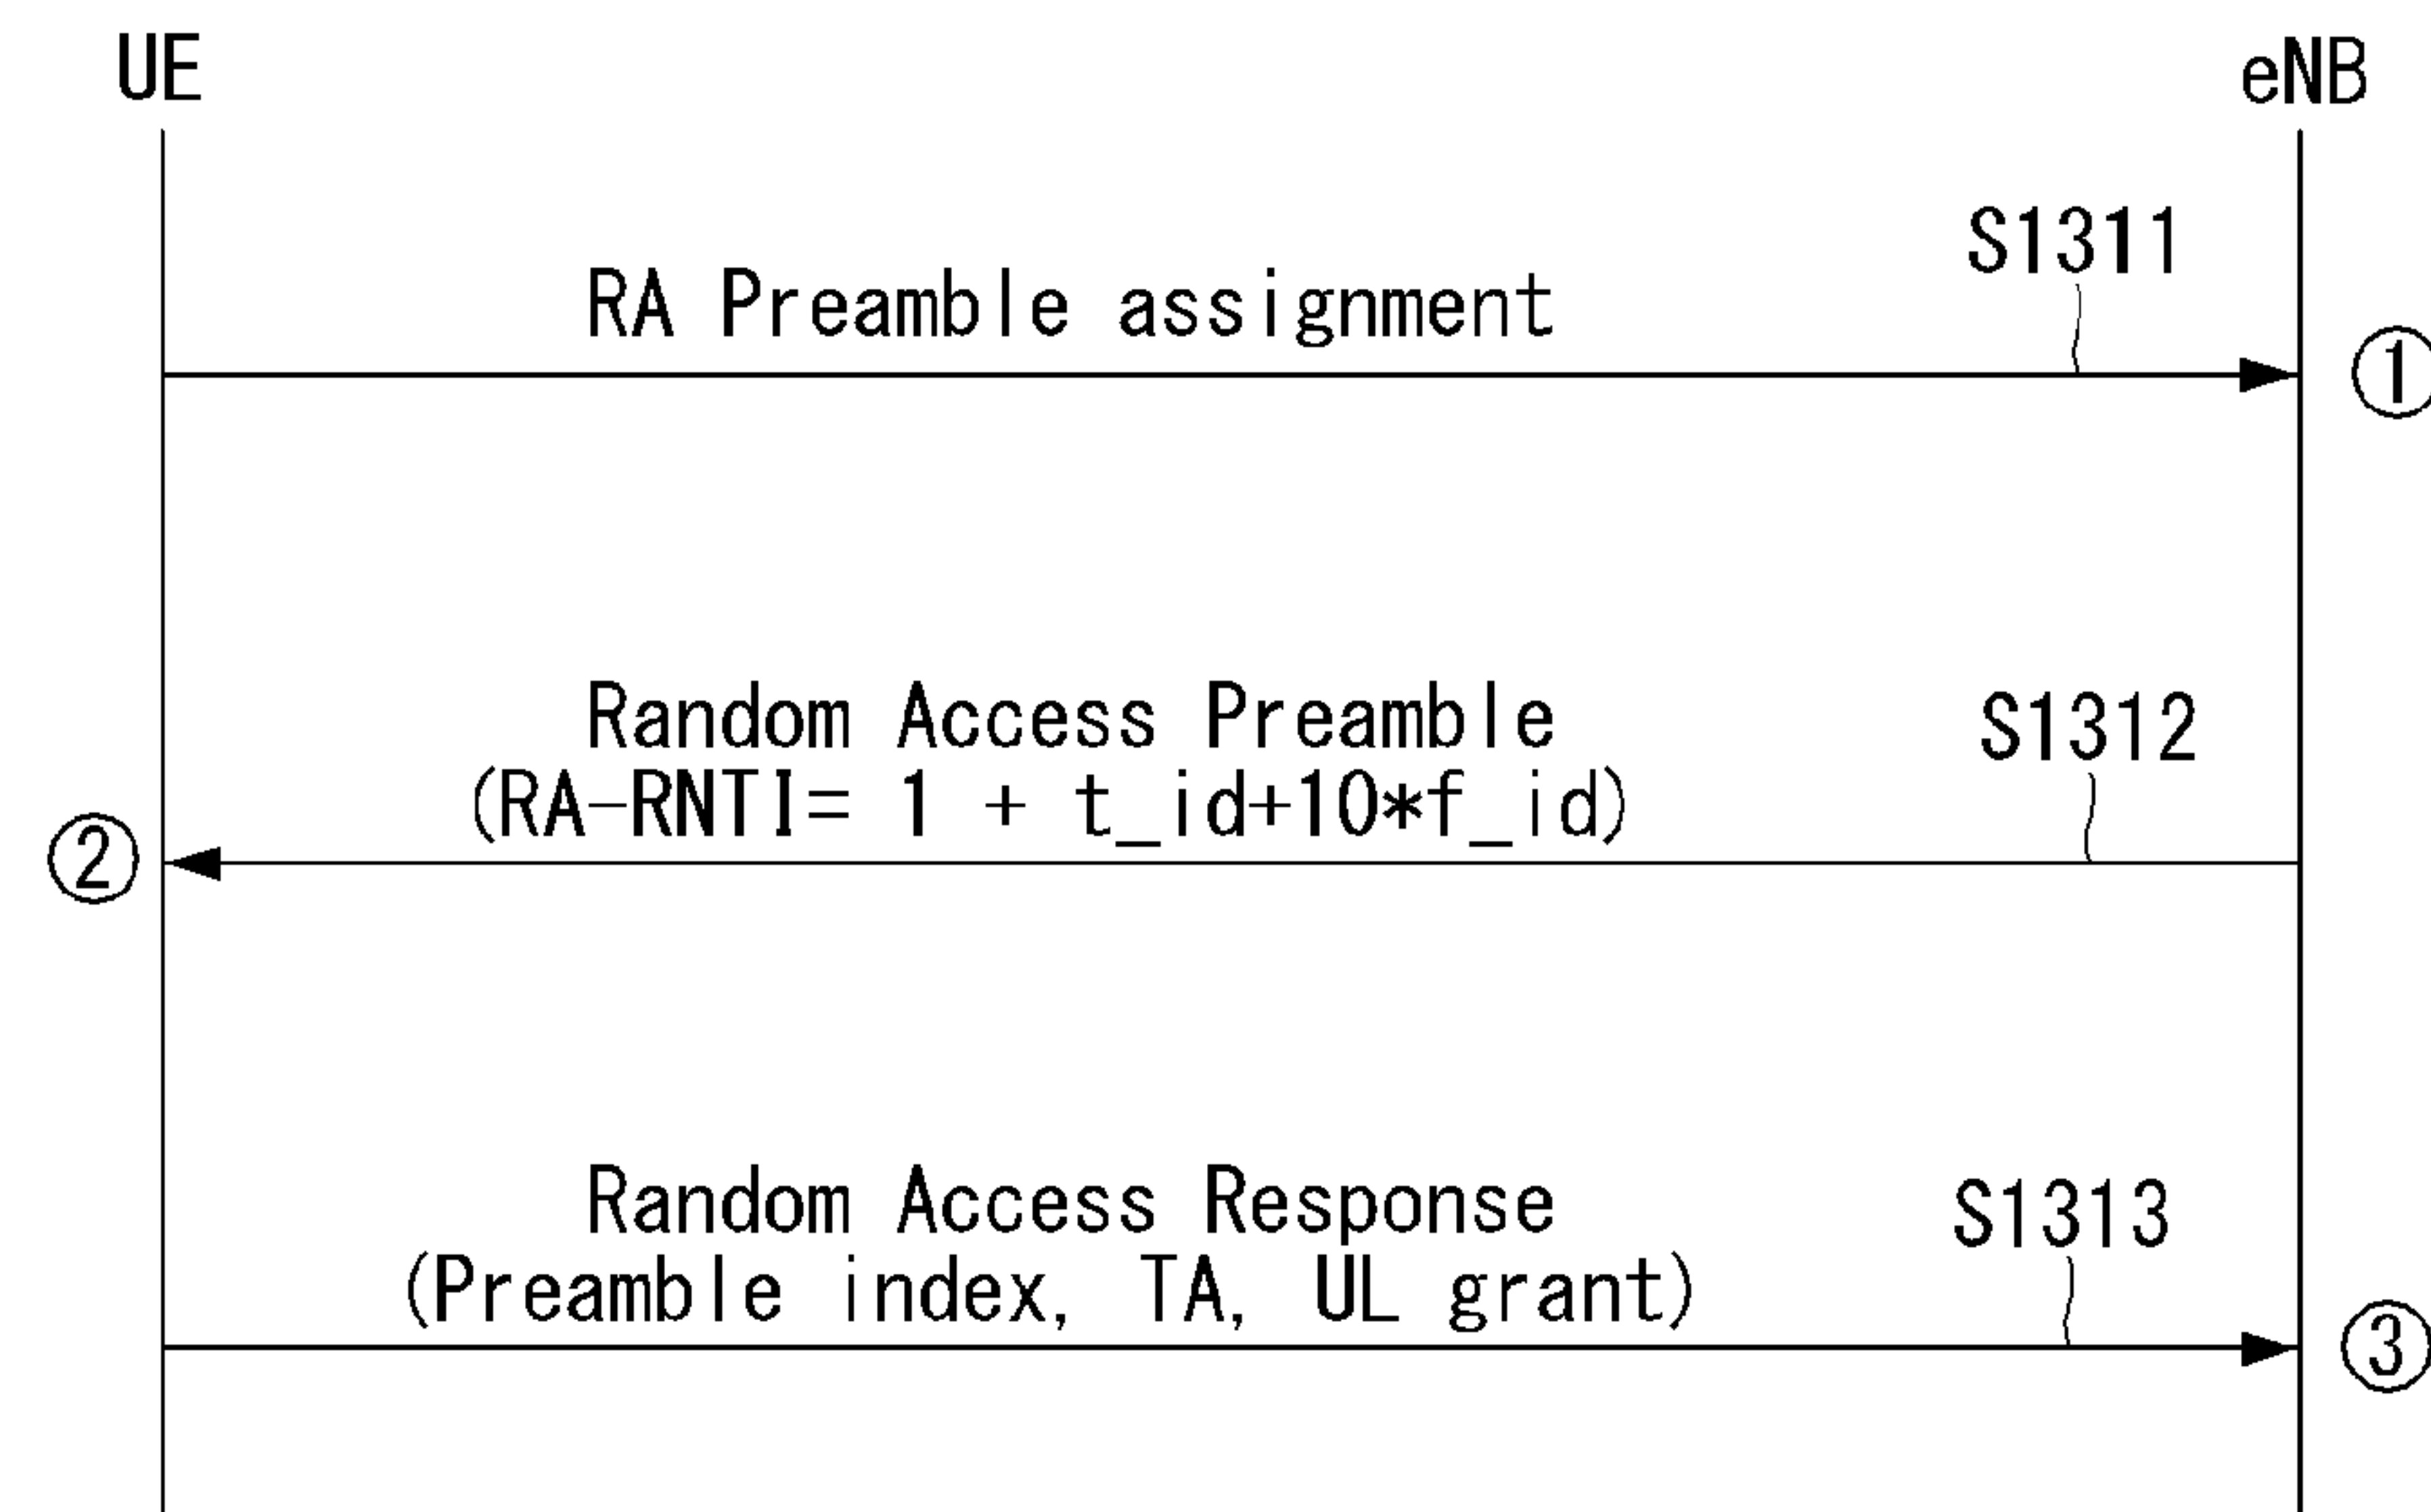 UE
eNB
S1311
RA Preamble assignment
①
Random Access Preamble
S1312
(RA-RNTI= 1 + t_id+10*f_id)
②
Random Access Response
S1313
(Preamble index, TA, UL grant)
③